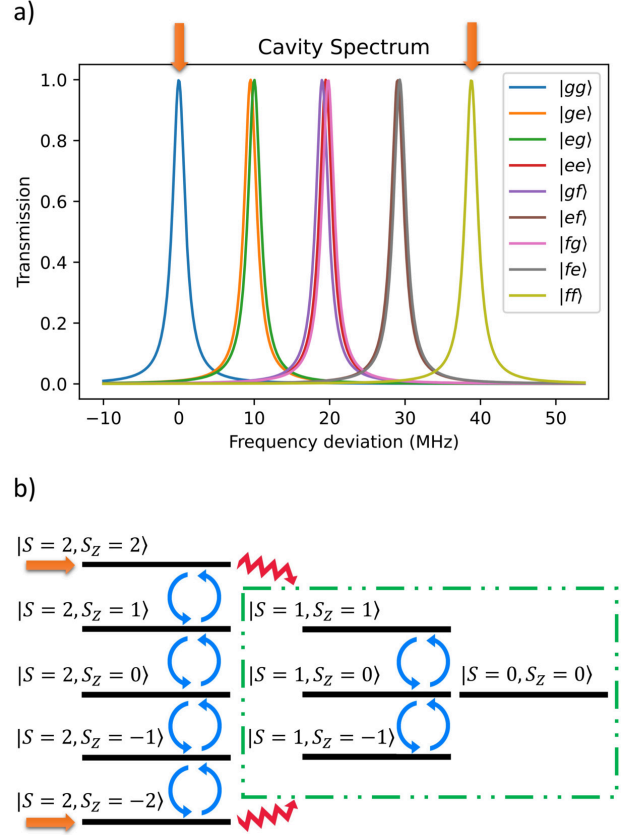 a)
Cavity Spectrum
1.0
0.8
0.6
0.4
0.2
0.0
Transmission
−10 0 10 20 30 40 50
Frequency deviation (MHz)
|gg⟩
|ge⟩
|eg⟩
|ee⟩
|gf⟩
|ef⟩
|fg⟩
|fe⟩
|ff⟩
b)
|S = 2, S_Z = 2⟩
|S = 2, S_Z = 1⟩ |S = 1, S_Z = 1⟩
|S = 2, S_Z = 0⟩ |S = 1, S_Z = 0⟩ |S = 0, S_Z = 0⟩
|S = 2, S_Z = −1⟩ |S = 1, S_Z = −1⟩
|S = 2, S_Z = −2⟩